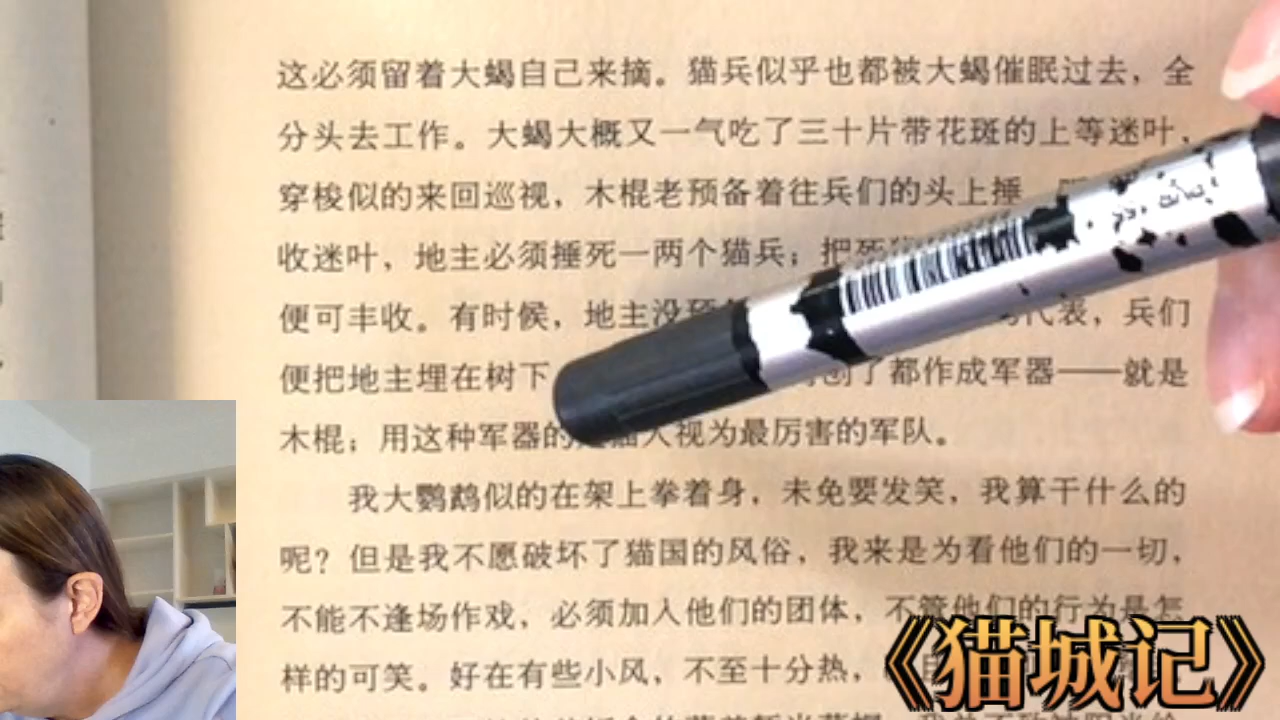 这必须留着大蝎自己来摘。猫兵似乎也都被大蝎催眠过去，全
分头去工作。大蝎大概又一气吃了三十片带花斑的上等迷叶，
穿梭似的来回巡视，木棍老预备着往兵们的头上捶
收迷叶，地主必须捶死一两个猫兵；把死
便可丰收。有时候，地主没预 代表，兵们
便把地主埋在树下 了都作成军器——就是
木棍；用这种军器的 人视为最厉害的军队。
我大鹦鹉似的在架上拳着身，未免要发笑，我算干什么的
呢？但是我不愿破坏了猫国的风俗，我来是为看他们的一切，
不能不逢场作戏，必须加入他们的团体，不管他们的行为是怎
样的可笑。好在有些小风，不至十分热，
《猫城记》